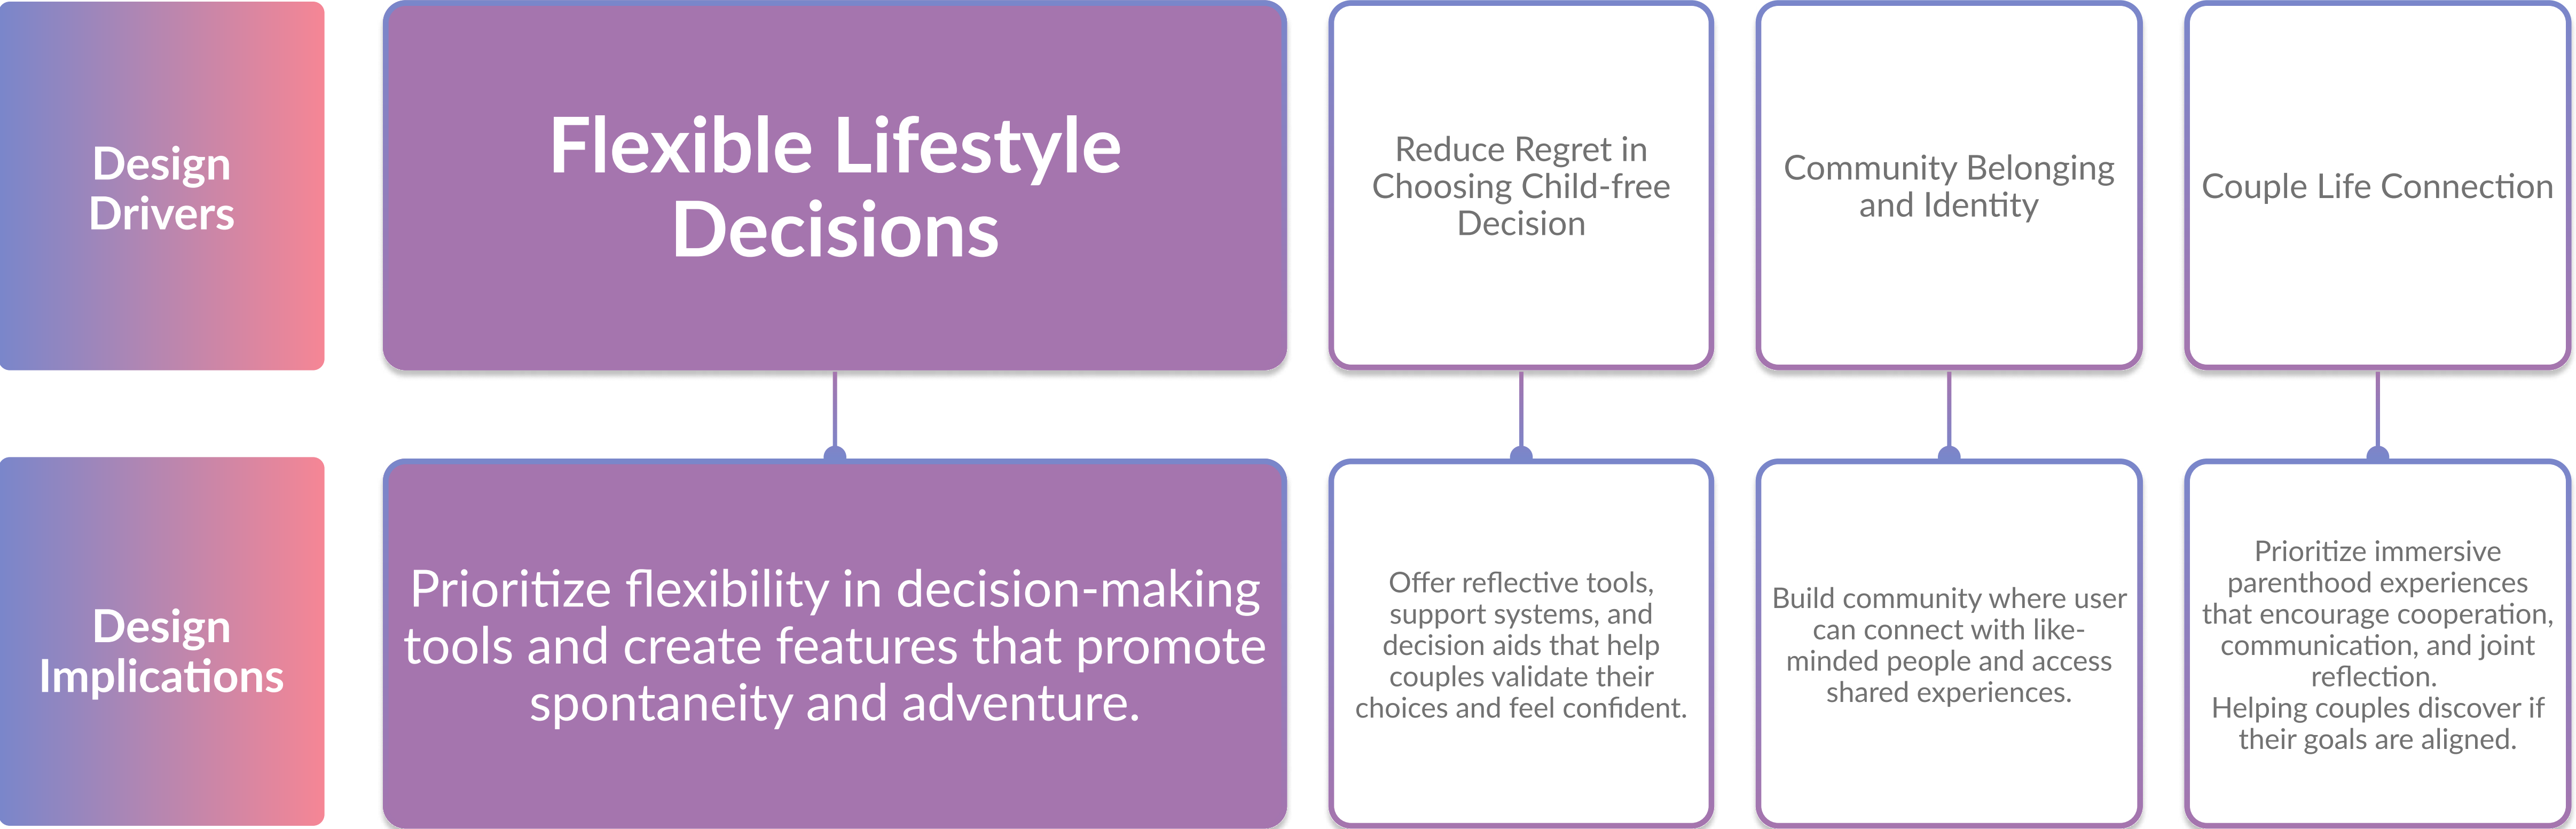 Design
Drivers
Flexible Lifestyle
Decisions
Reduce Regret in
Choosing Child-free
Decision
Community Belonging
and Identity
Couple Life Connection
Design
Implications
Prioritize flexibility in decision-making
tools and create features that promote
spontaneity and adventure.
Offer reflective tools,
support systems, and
decision aids that help
couples validate their
choices and feel confident.
Build community where user
can connect with like-
minded people and access
shared experiences.
Prioritize immersive
parenthood experiences
that encourage cooperation,
communication, and joint
reflection.
Helping couples discover if
their goals are aligned.